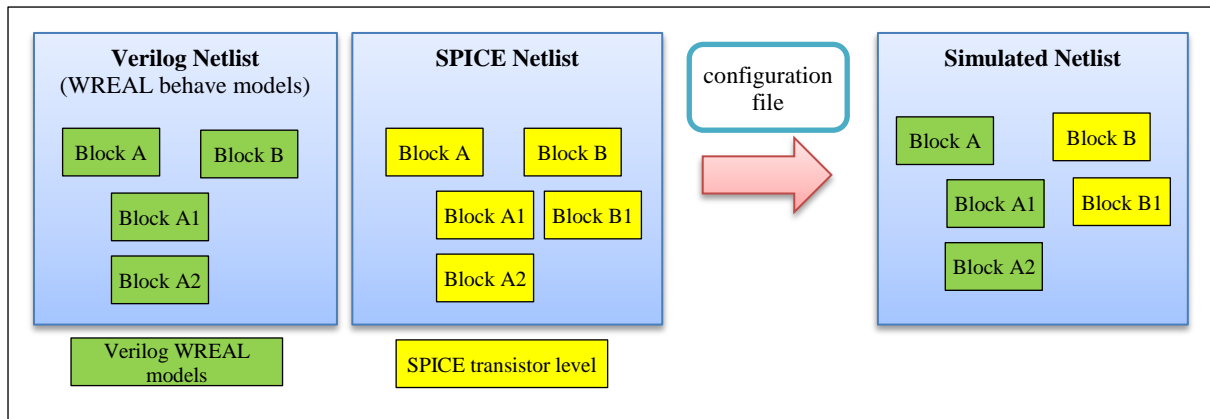 Verilog Netlist
(WREAL behave models)
Block A
Block B
Block A1
Block A2
Verilog WREAL
models
SPICE Netlist
Block A
Block B
Block A1
Block B1
Block A2
SPICE transistor level
configuration
file
Simulated Netlist
Block A
Block B
Block A1
Block B1
Block A2